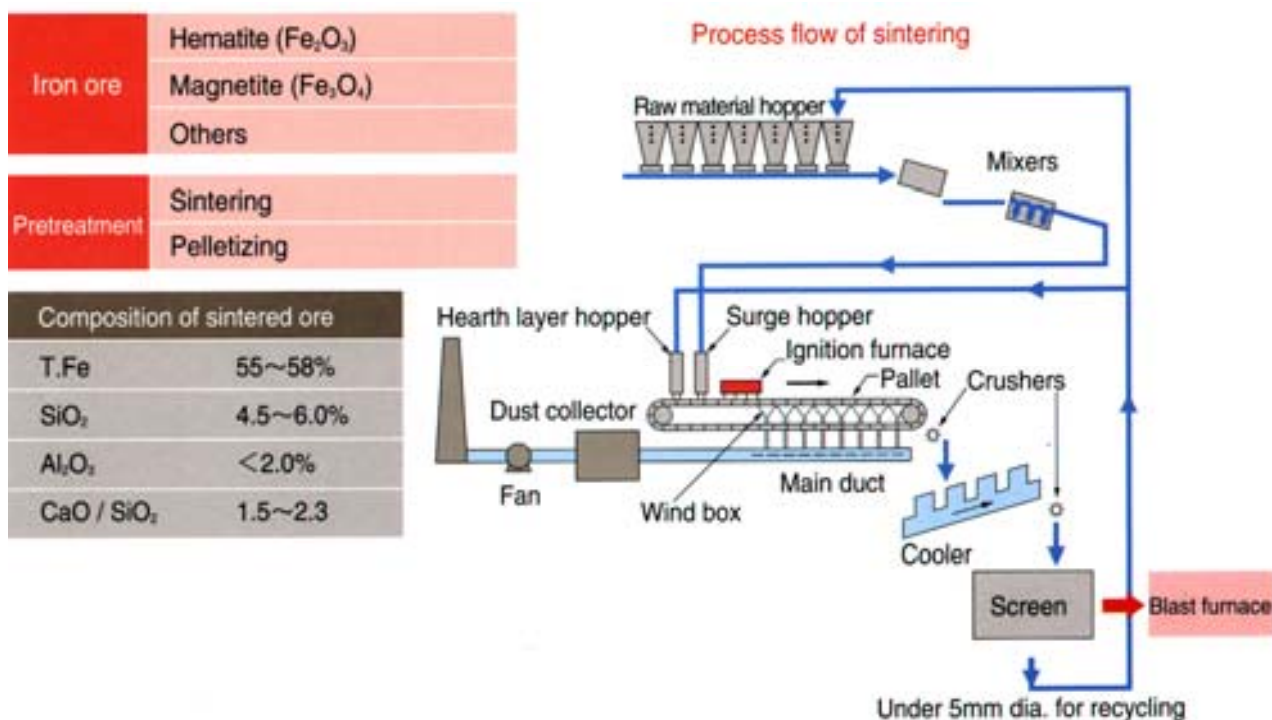 Process flow of sintering
Iron ore
Hematite (Fe₂O₃)
Magnetite (Fe₃O₄)
Others
Pretreatment
Sintering
Pelletizing
Composition of sintered ore
T.Fe 55~58%
SiO₂ 4.5~6.0%
Al₂O₃ <2.0%
CaO / SiO₂ 1.5~2.3
Raw material hopper
Mixers
Hearth layer hopper
Surge hopper
Ignition furnace
Pallet
Crushers
Dust collector
Fan
Main duct
Wind box
Cooler
Screen
Blast furnace
Under 5mm dia. for recycling